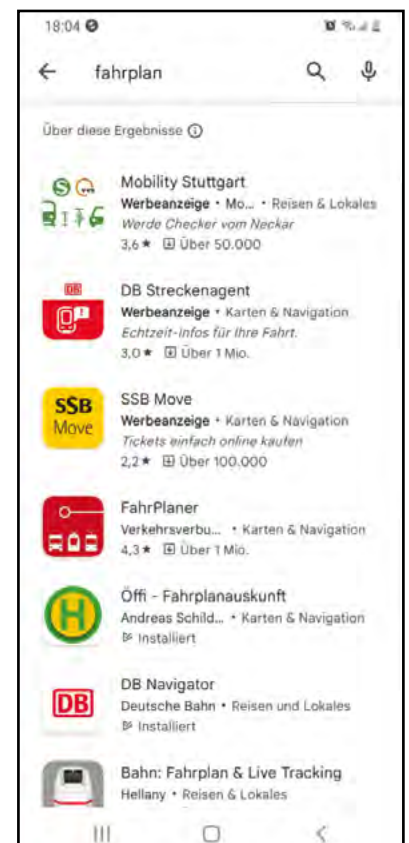 18:04
fahrplan
Über diese Ergebnisse
Mobility Stuttgart
Werbeanzeige • Mo... • Reisen & Lokales
Werde Checker vom Neckar
3,6 ★ Über 50.000
DB
DB Streckenagent
Werbeanzeige • Karten & Navigation
Echtzeit-Infos für Ihre Fahrt.
3,0 ★ Über 1 Mio.
SSB
Move
SSB Move
Werbeanzeige • Karten & Navigation
Tickets einfach online kaufen
2,2 ★ Über 100.000
FahrPlaner
Verkehrsverbu... • Karten & Navigation
4,3 ★ Über 1 Mio.
H
Öffi - Fahrplanauskunft
Andreas Schild... • Karten & Navigation
Installiert
DB
DB Navigator
Deutsche Bahn • Reisen und Lokales
Installiert
Bahn: Fahrplan & Live Tracking
Hellany • Reisen & Lokales